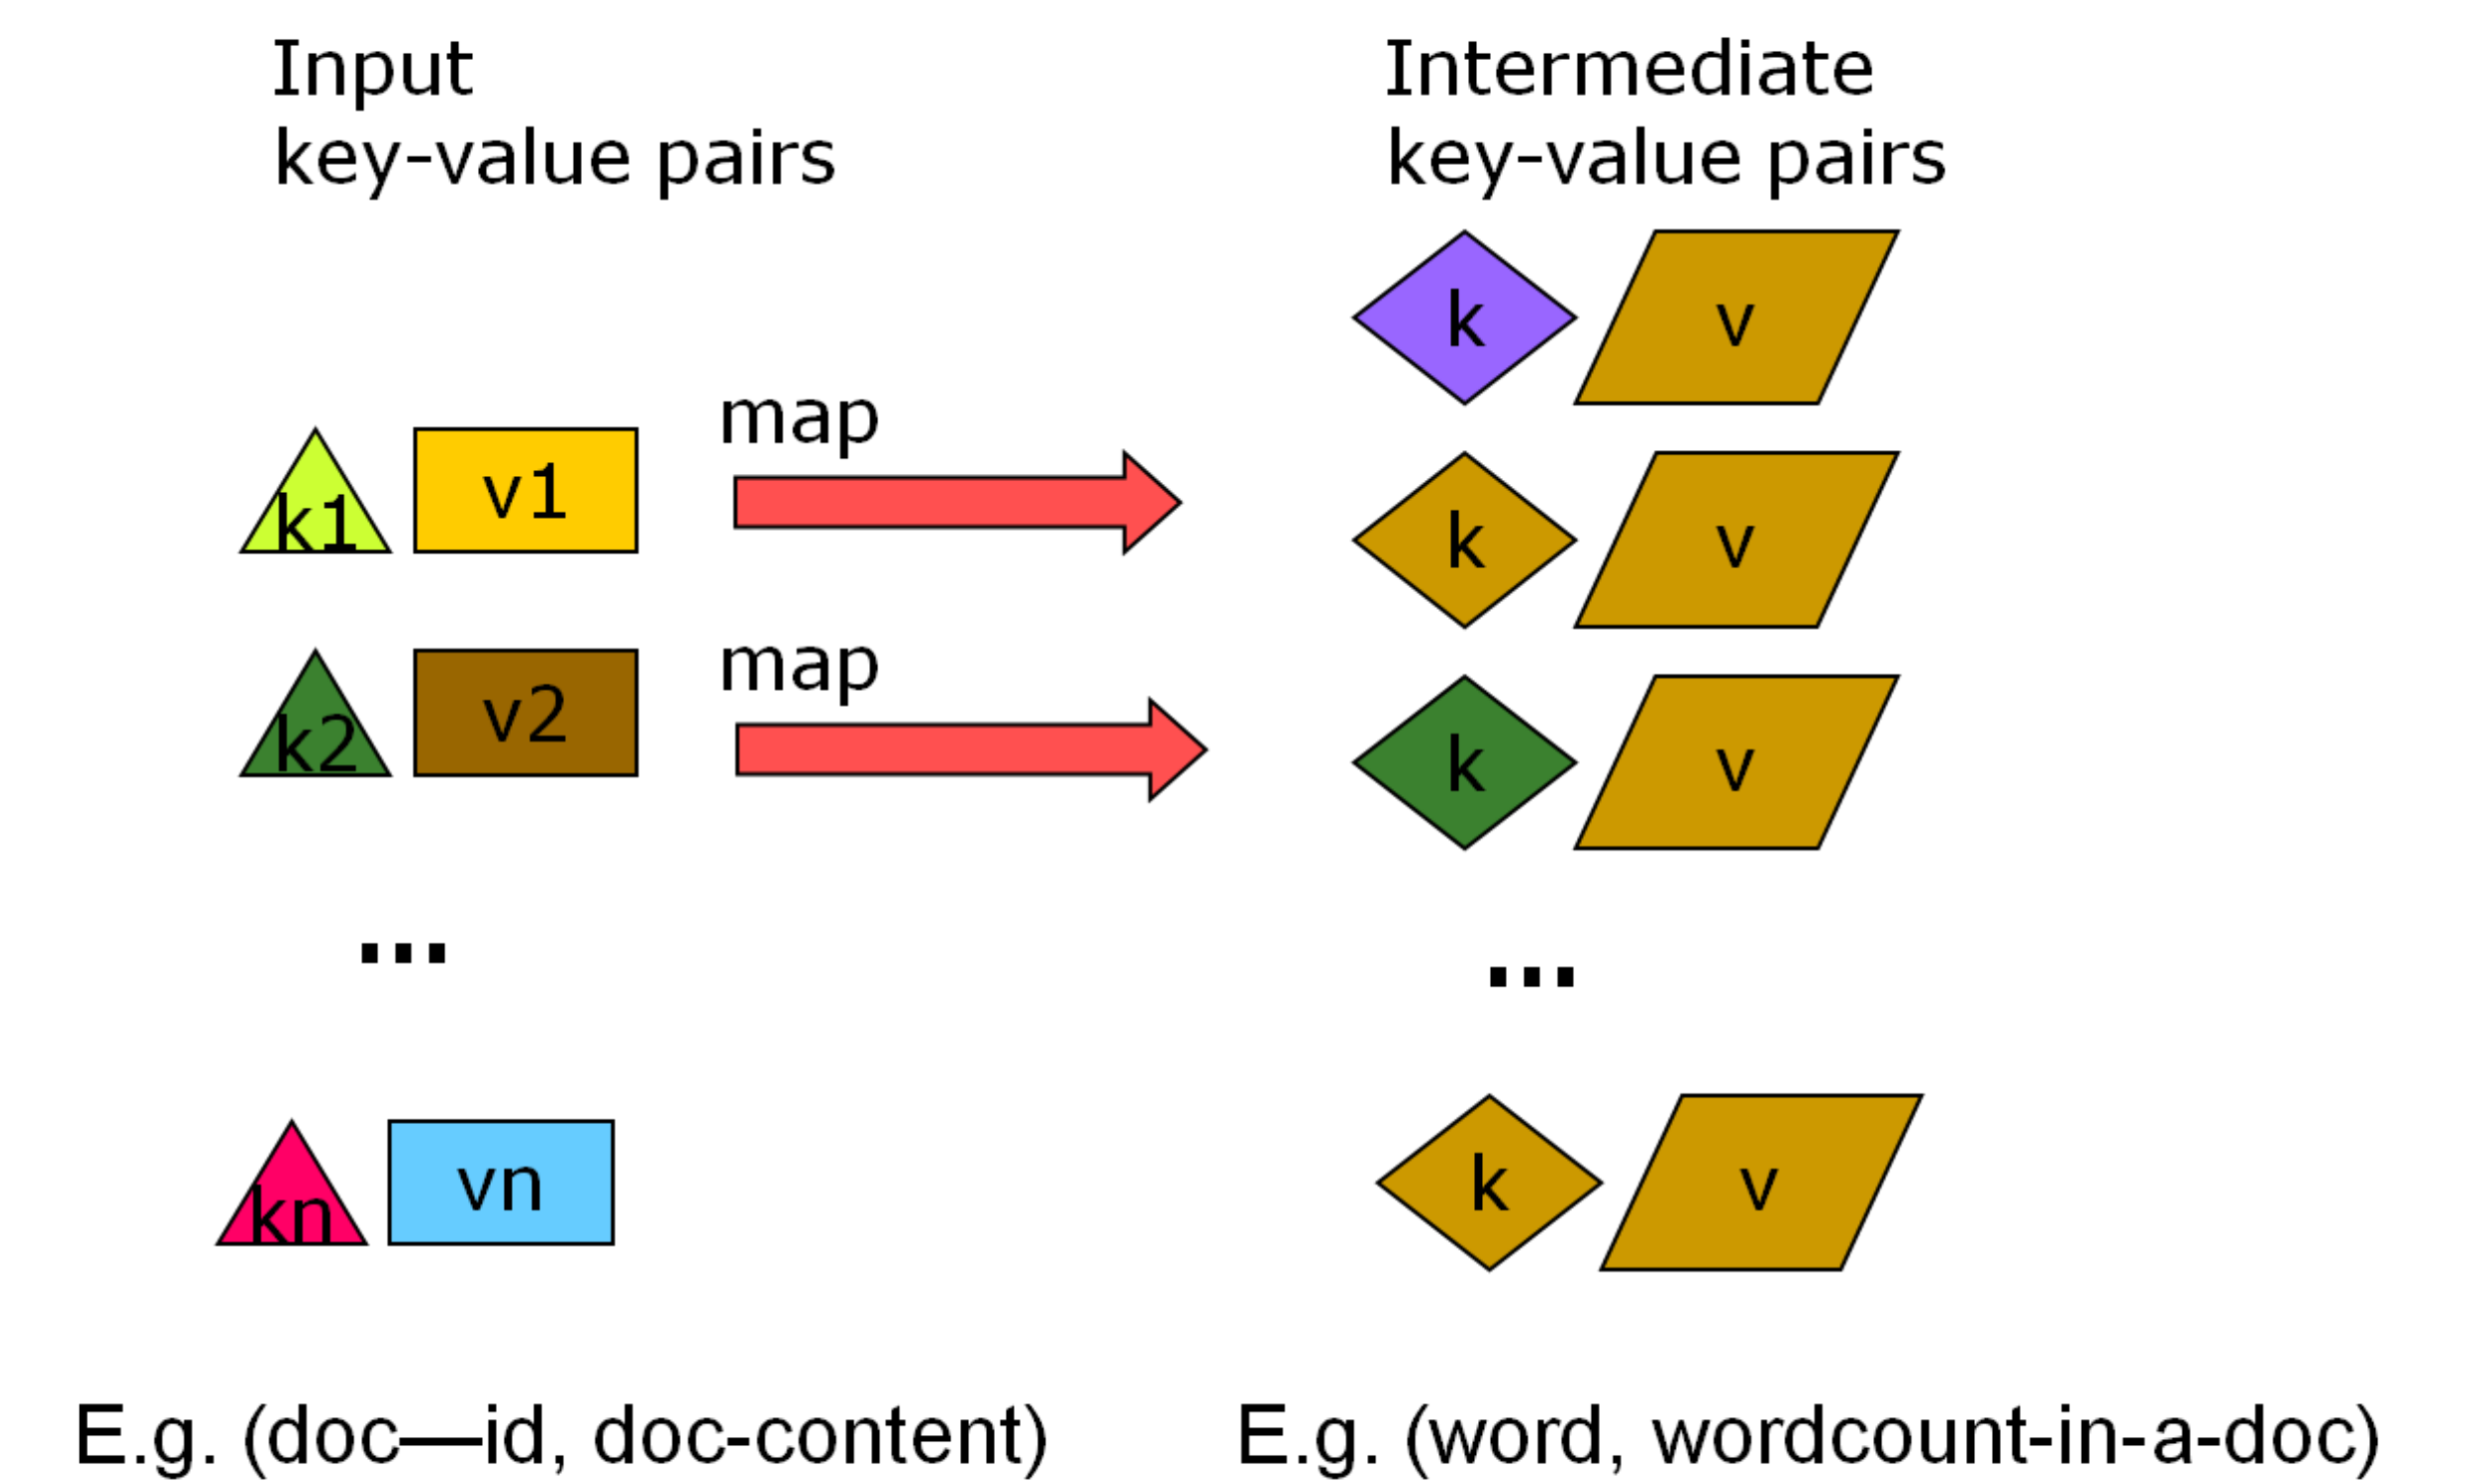 Input
key-value pairs
Intermediate
key-value pairs
k v
map
k1 v1
k v
map
k2 v2
k v
...
...
kn vn
k v
E.g. (doc—id, doc-content)
E.g. (word, wordcount-in-a-doc)